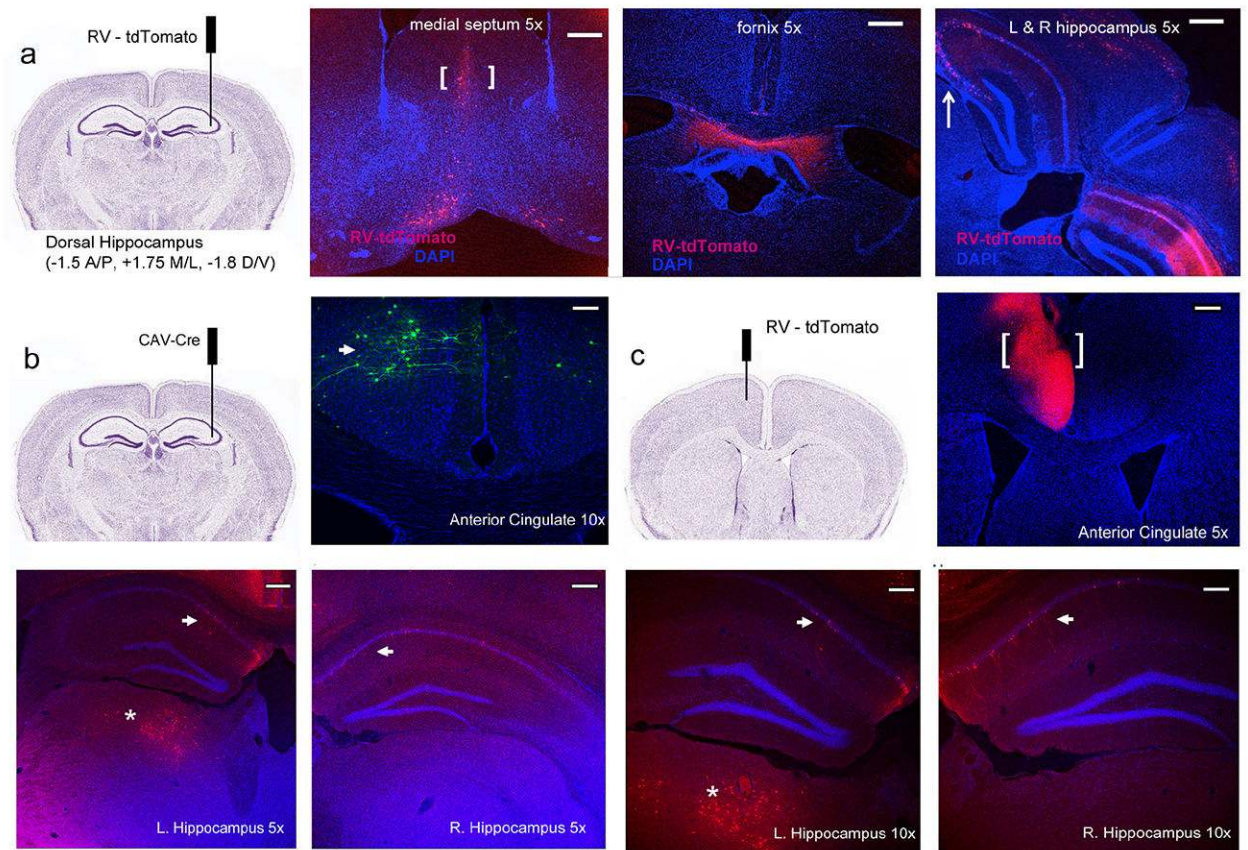 a
RV - tdTomato
Dorsal Hippocampus
(-1.5 A/P, +1.75 M/L, -1.8 D/V)
medial septum 5x
[ ]
RV-tdTomato
DAPI
fornix 5x
RV-tdTomato
DAPI
L & R hippocampus 5x
RV-tdTomato
DAPI
b
CAV-Cre
Anterior Cingulate 10x
c
RV - tdTomato
[ ]
Anterior Cingulate 5x
*
L. Hippocampus 5x
R. Hippocampus 5x
*
L. Hippocampus 10x
R. Hippocampus 10x